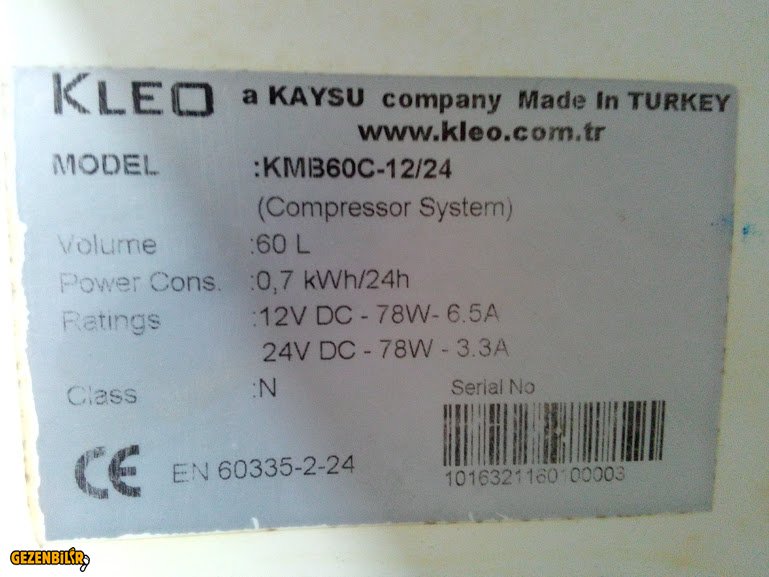 KLEO a KAYSU company Made In TURKEY
www.kleo.com.tr
MODEL :KMB60C-12/24
(Compressor System)
Volume :60 L
Power Cons. :0,7 kWh/24h
Ratings :12V DC - 78W- 6.5A
24V DC - 78W - 3.3A
Class :N Serial No
CE EN 60335-2-24
1016321160100003
GEZENBİLİR